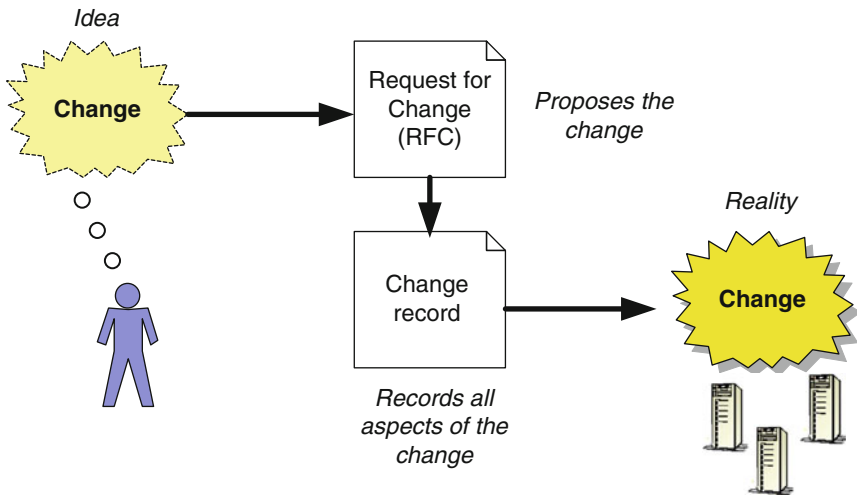 Idea
Change
Request for
Change
(RFC)
Proposes the
change
Change
record
Records all
aspects of the
change
Reality
Change